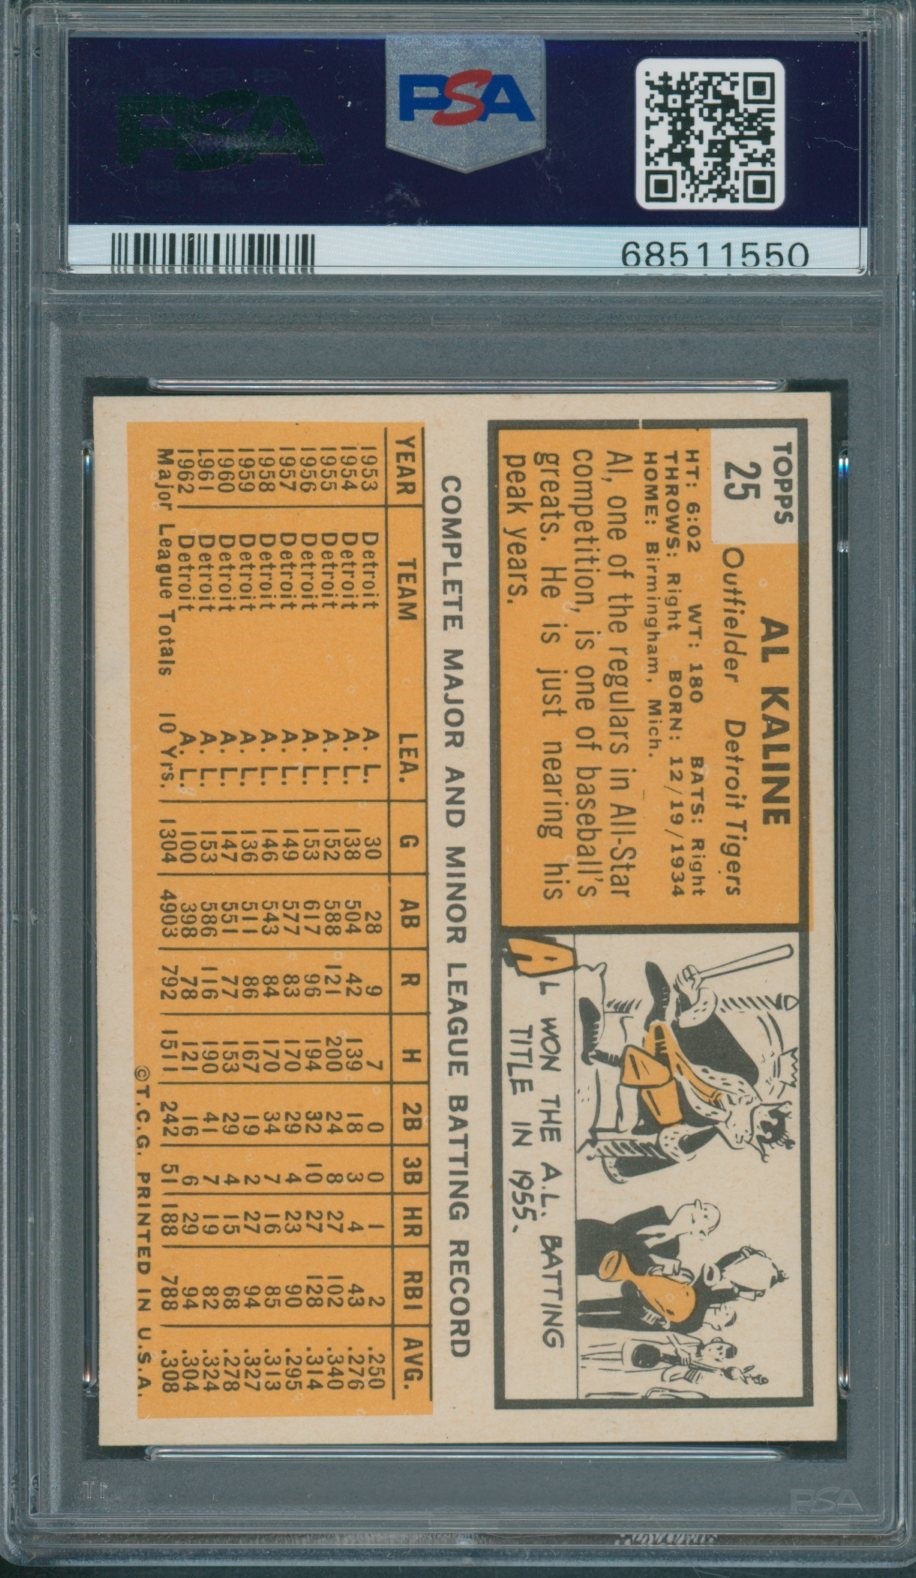 PSA
PSA
68511550
TOPPS
25
AL KALINE
Outfielder Detroit Tigers
HT: 6:02 WT: 180 BATS: Right
THROWS: Right BORN: 12/19/1934
HOME: Birmingham, Mich.
Al, one of the regulars in All-Star
competition, is one of baseball's
greats. He is just nearing his
peak years.
AL WON THE A.L. BATTING
TITLE IN 1955.
COMPLETE MAJOR AND MINOR LEAGUE BATTING RECORD
YEAR TEAM LEA. G AB R H 2B 3B HR RBI AVG.
1953 Detroit A. L. 30 28 9 7 0 0 1 2 .250
1954 Detroit A. L. 138 504 42 139 18 3 4 43 .276
1955 Detroit A. L. 152 588 121 200 24 8 27 102 .340
1956 Detroit A. L. 153 617 96 194 32 10 27 128 .314
1957 Detroit A. L. 149 577 83 170 29 4 23 90 .295
1958 Detroit A. L. 146 543 84 170 34 7 16 85 .313
1959 Detroit A. L. 136 511 86 167 19 2 27 94 .327
1960 Detroit A. L. 147 551 77 153 29 4 15 68 .278
1961 Detroit A. L. 153 586 116 190 41 7 19 82 .324
1962 Detroit A. L. 100 398 78 121 16 6 29 94 .304
Major League Totals 10 Yrs. 1304 4903 792 1511 242 51 188 788 .308
©T.C.G. PRINTED IN U.S.A.
PSA